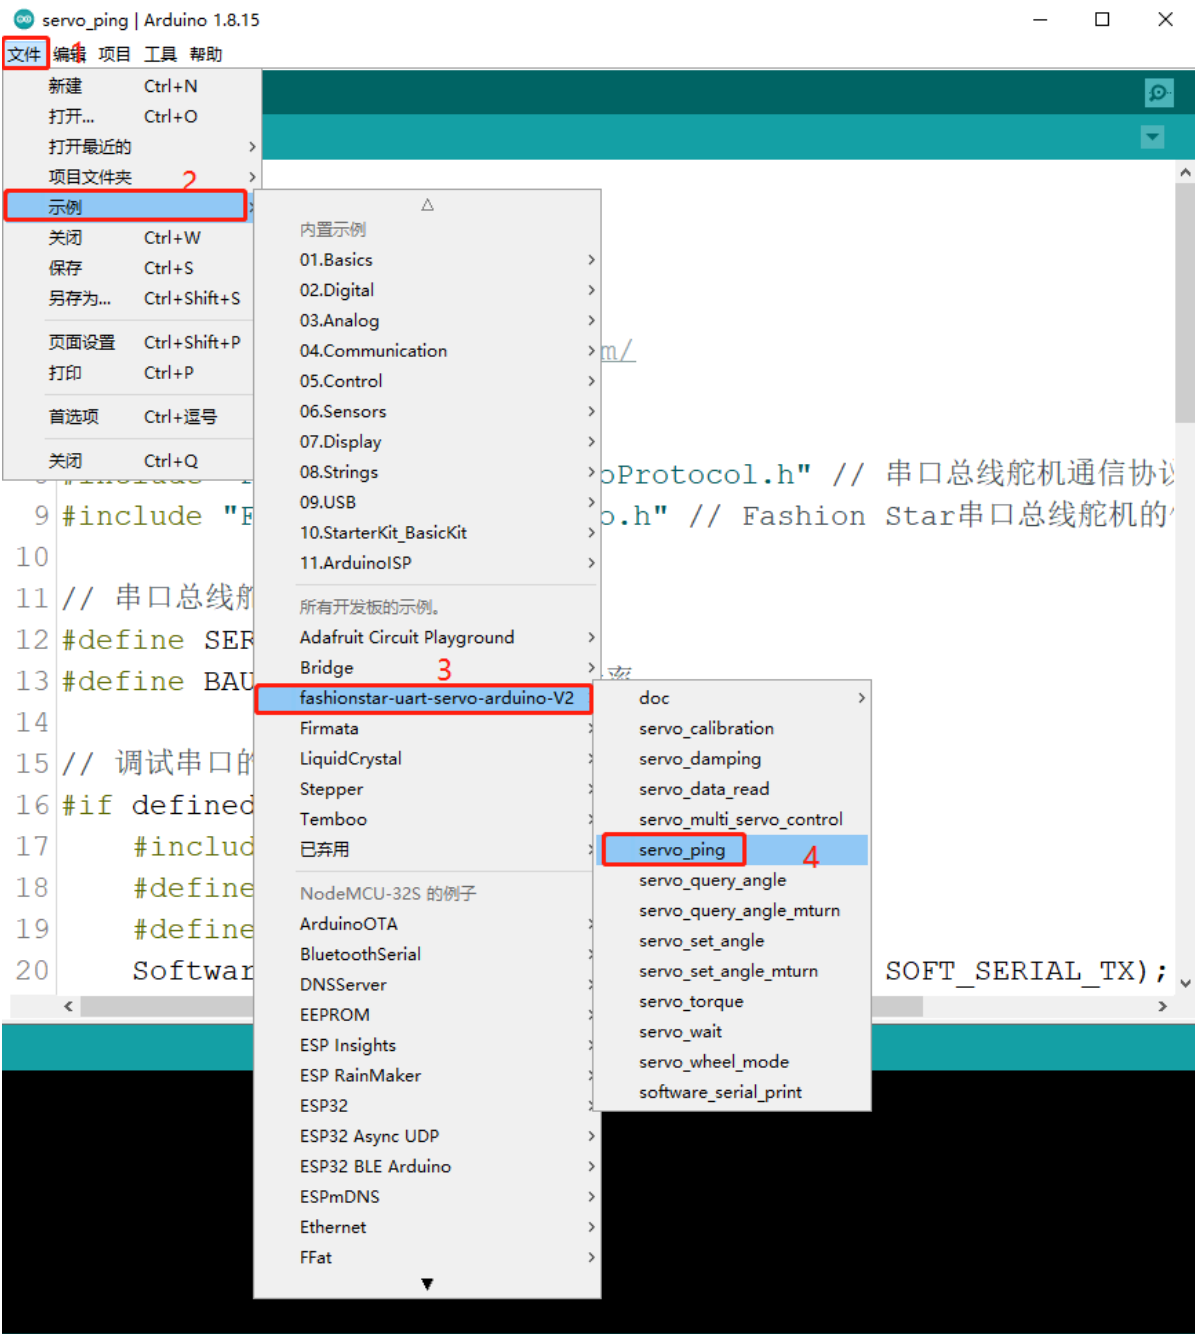 servo_ping | Arduino 1.8.15
文件 编辑 项目 工具 帮助
1
新建 Ctrl+N
打开... Ctrl+O
打开最近的
项目文件夹
2
示例
关闭 Ctrl+W
保存 Ctrl+S
另存为... Ctrl+Shift+S
页面设置 Ctrl+Shift+P
打印 Ctrl+P
首选项 Ctrl+逗号
关闭 Ctrl+Q
内置示例
01.Basics
02.Digital
03.Analog
04.Communication
05.Control
06.Sensors
07.Display
08.Strings
09.USB
10.StarterKit_BasicKit
11.ArduinoISP
所有开发板的示例。
Adafruit Circuit Playground
Bridge
3
fashionstar-uart-servo-arduino-V2
Firmata
LiquidCrystal
Stepper
Temboo
已弃用
NodeMCU-32S 的例子
ArduinoOTA
BluetoothSerial
DNSServer
EEPROM
ESP Insights
ESP RainMaker
ESP32
ESP32 Async UDP
ESP32 BLE Arduino
ESPmDNS
Ethernet
FFat
doc
servo_calibration
servo_damping
servo_data_read
servo_multi_servo_control
servo_ping
4
servo_query_angle
servo_query_angle_mturn
servo_set_angle
servo_set_angle_mturn
servo_torque
servo_wait
servo_wheel_mode
software_serial_print
m/
oProtocol.h" // 串口总线舵机通信协议
9 #include "F o.h" // Fashion Star串口总线舵机的
10
11 // 串口总线舵
12 #define SER
13 #define BAU 率
14
15 // 调试串口的
16 #if defined
17 #includ
18 #define
19 #define
20 Softwar SOFT_SERIAL_TX);